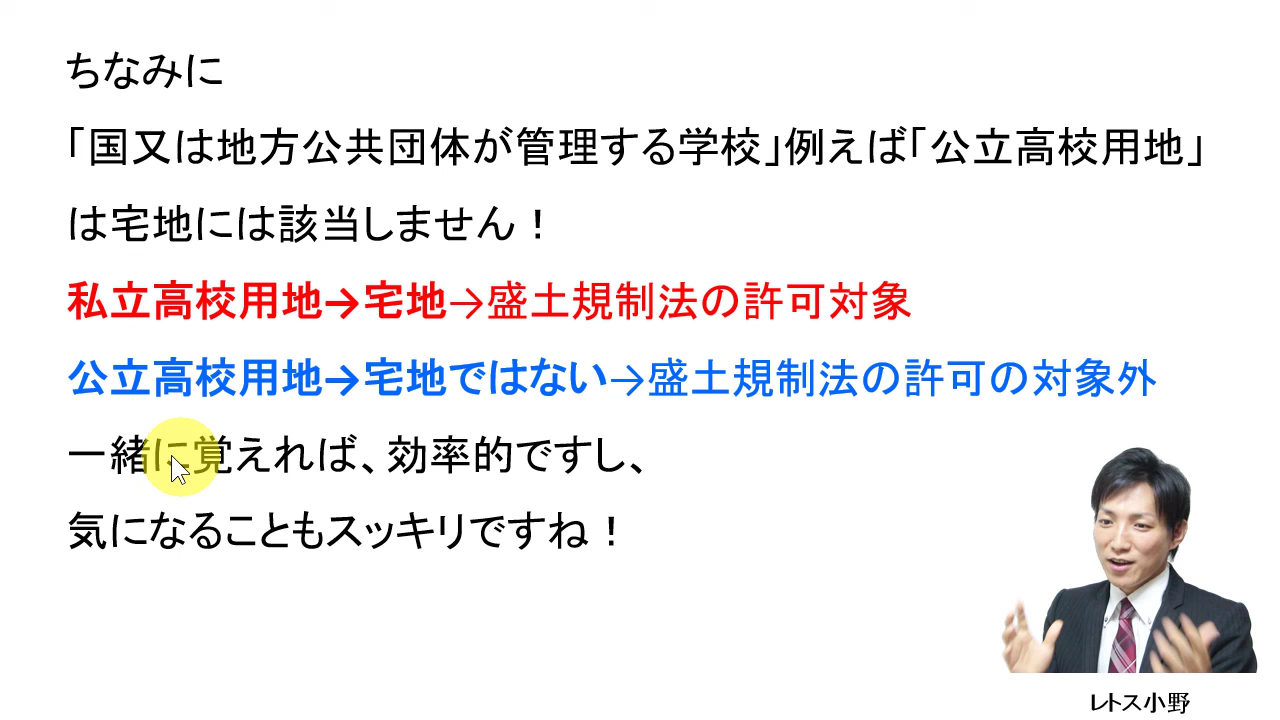 ちなみに
「国又は地方公共団体が管理する学校」例えば「公立高校用地」
は宅地には該当しません！
私立高校用地→宅地→盛土規制法の許可対象
公立高校用地→宅地ではない→盛土規制法の許可の対象外
一緒に覚えれば、効率的ですし、
気になることもスッキリですね！
レトス小野